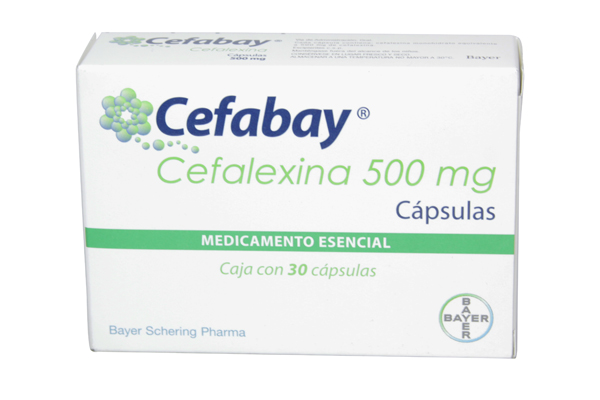 Cefabay®
Cefalexina
Cápsulas
500 mg
Bayer
Cefabay®
Cefalexina 500 mg
Cápsulas
MEDICAMENTO ESENCIAL
Caja con 30 cápsulas
Bayer Schering Pharma
BAYER
BAYER